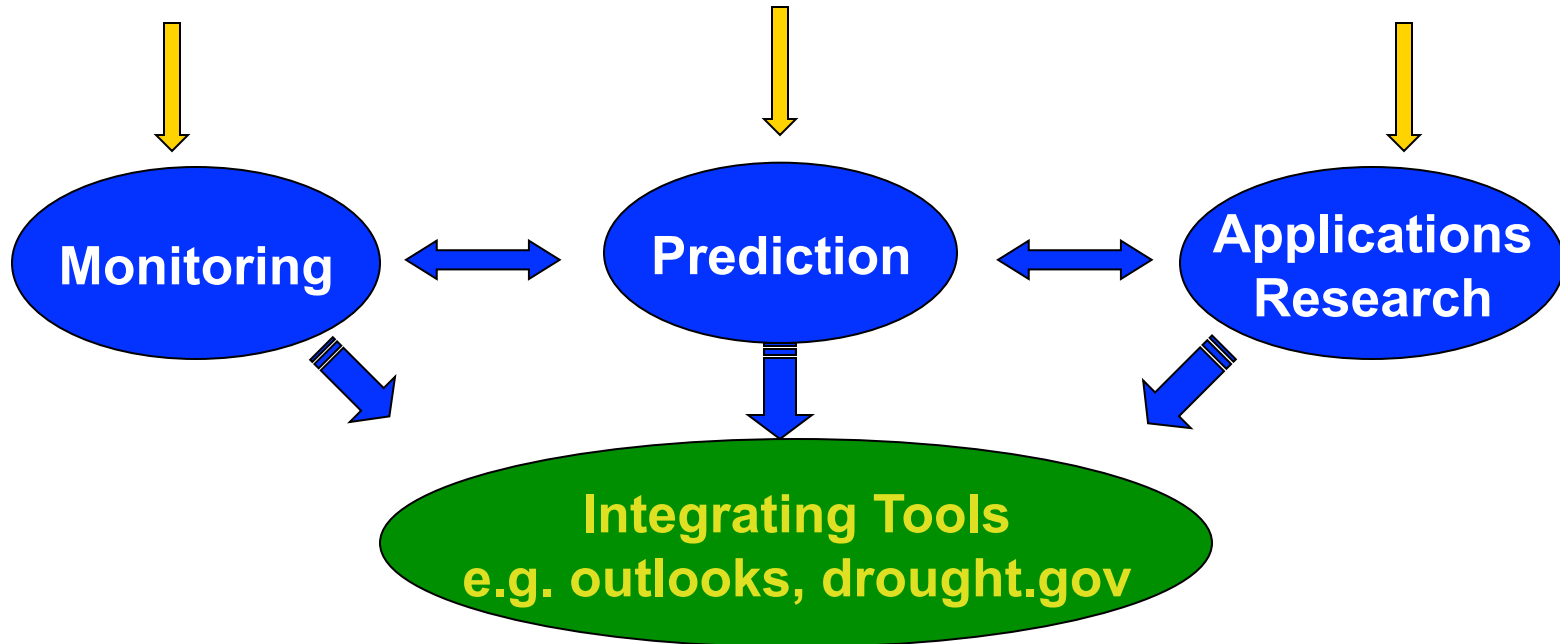 Monitoring
Prediction
Applications
Research
Integrating Tools
e.g. outlooks, drought.gov